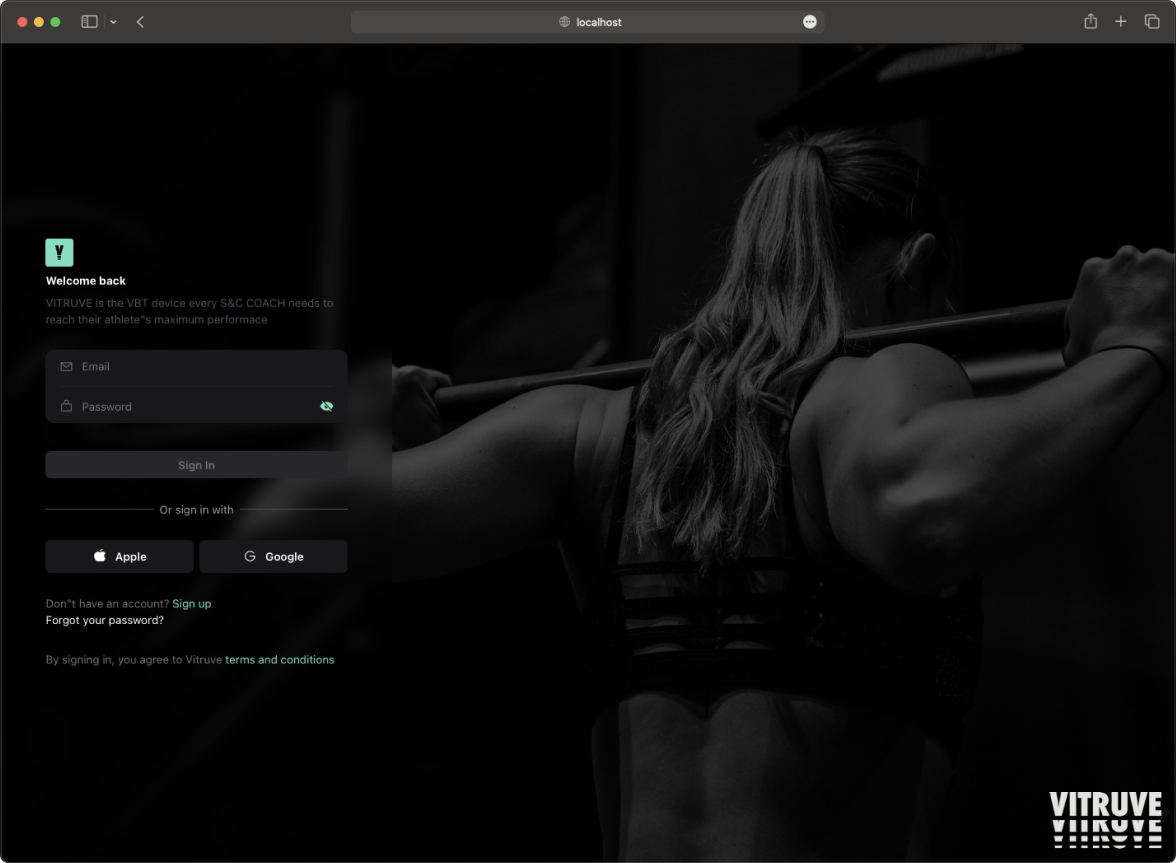 localhost
Welcome back
VITRUVE is the VBT device every S&C COACH needs to
reach their athlete"s maximum performace
Email
Password
Sign In
Or sign in with
Apple
Google
Don"t have an account? Sign up
Forgot your password?
By signing in, you agree to Vitruve terms and conditions
VITRUVE
VITRUVE
VITRUVE